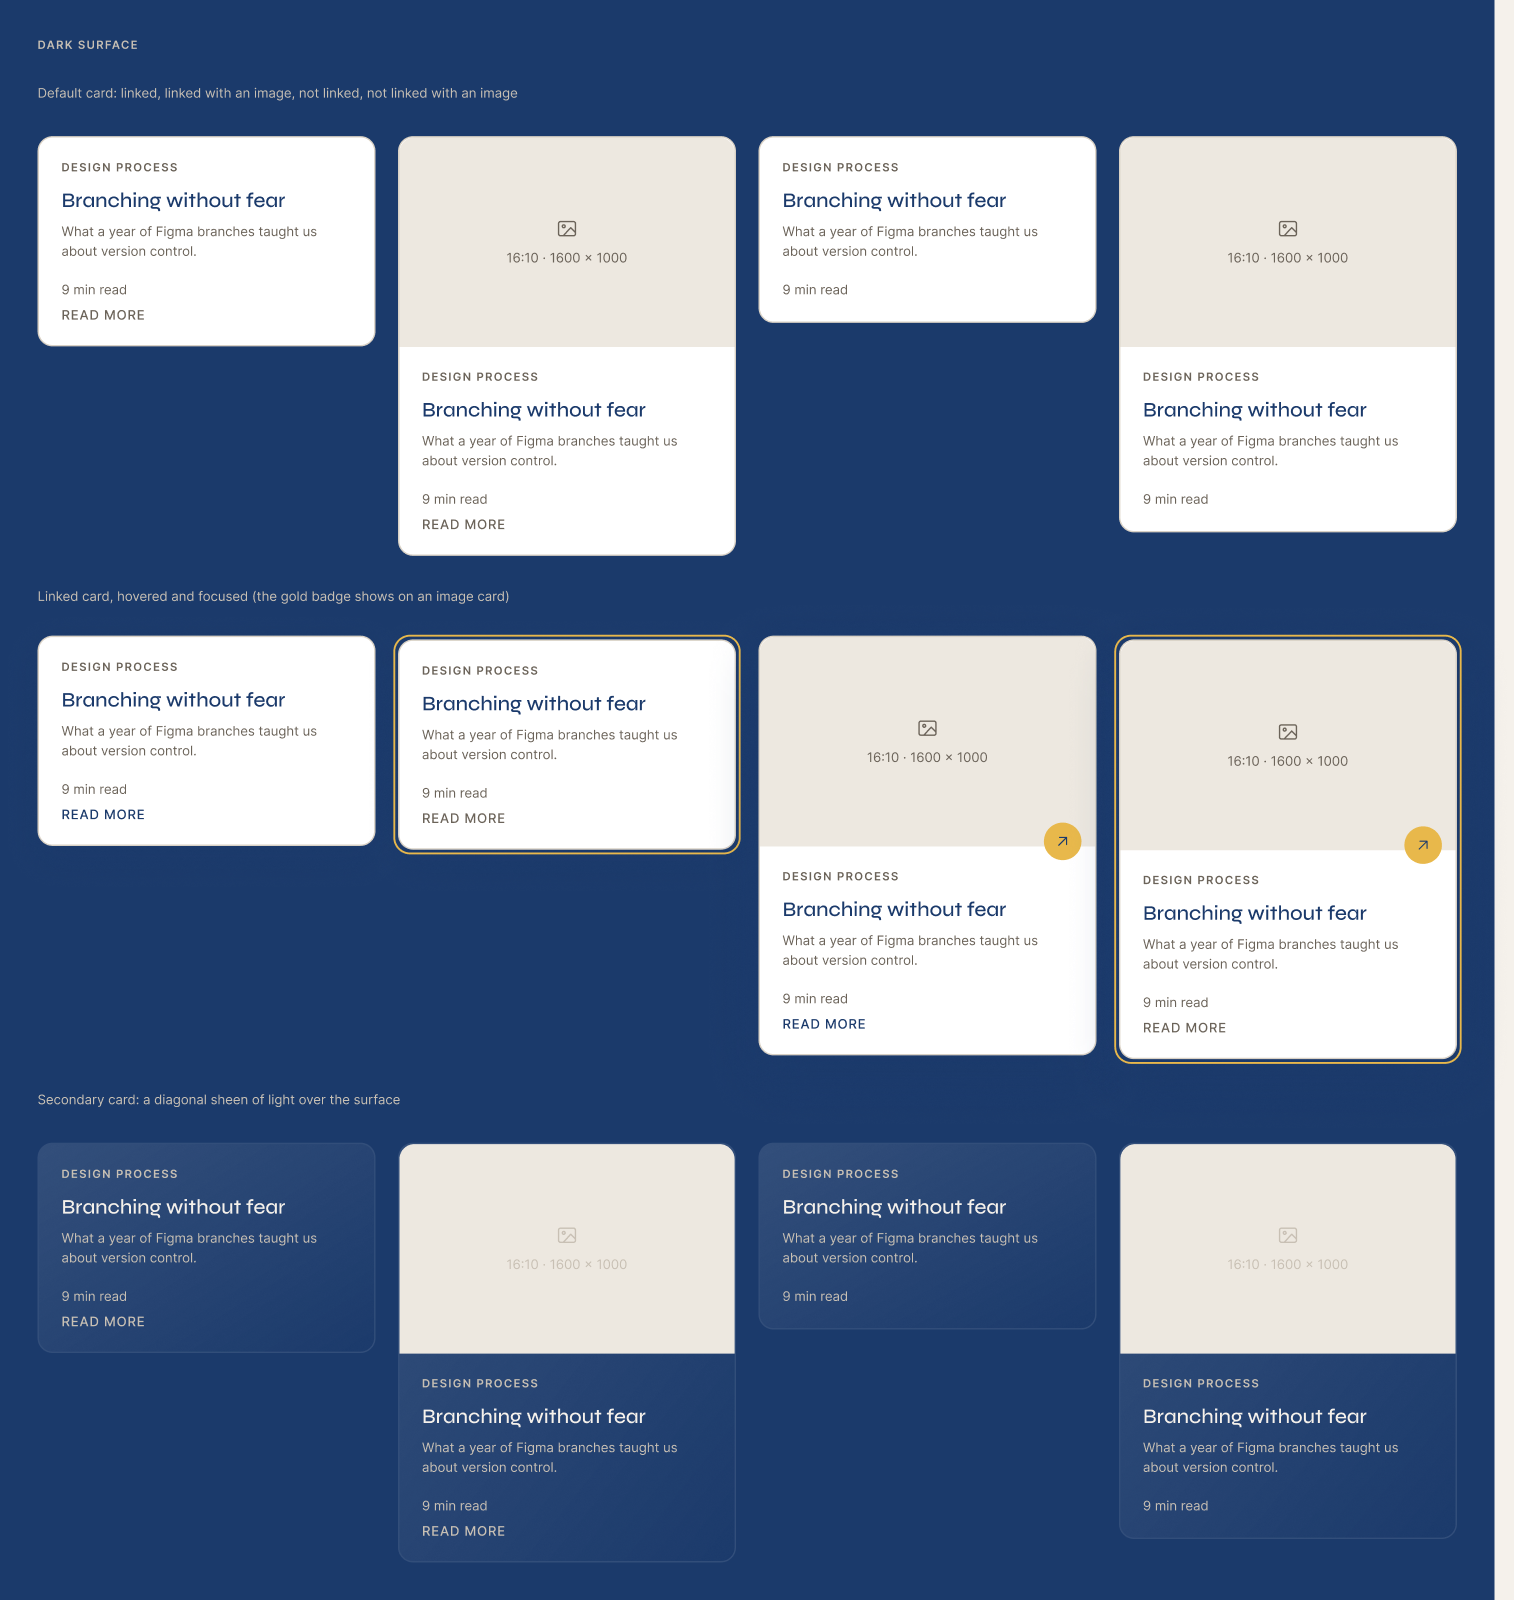 DARK SURFACE
Default card: linked, linked with an image, not linked, not linked with an image
DESIGN PROCESS
Branching without fear
What a year of Figma branches taught us
about version control.
9 min read
READ MORE
16:10 · 1600 × 1000
DESIGN PROCESS
Branching without fear
What a year of Figma branches taught us
about version control.
9 min read
READ MORE
DESIGN PROCESS
Branching without fear
What a year of Figma branches taught us
about version control.
9 min read
16:10 · 1600 × 1000
DESIGN PROCESS
Branching without fear
What a year of Figma branches taught us
about version control.
9 min read
Linked card, hovered and focused (the gold badge shows on an image card)
DESIGN PROCESS
Branching without fear
What a year of Figma branches taught us
about version control.
9 min read
READ MORE
DESIGN PROCESS
Branching without fear
What a year of Figma branches taught us
about version control.
9 min read
READ MORE
16:10 · 1600 × 1000
DESIGN PROCESS
Branching without fear
What a year of Figma branches taught us
about version control.
9 min read
READ MORE
16:10 · 1600 × 1000
DESIGN PROCESS
Branching without fear
What a year of Figma branches taught us
about version control.
9 min read
READ MORE
Secondary card: a diagonal sheen of light over the surface
DESIGN PROCESS
Branching without fear
What a year of Figma branches taught us
about version control.
9 min read
READ MORE
16:10 · 1600 × 1000
DESIGN PROCESS
Branching without fear
What a year of Figma branches taught us
about version control.
9 min read
READ MORE
DESIGN PROCESS
Branching without fear
What a year of Figma branches taught us
about version control.
9 min read
16:10 · 1600 × 1000
DESIGN PROCESS
Branching without fear
What a year of Figma branches taught us
about version control.
9 min read